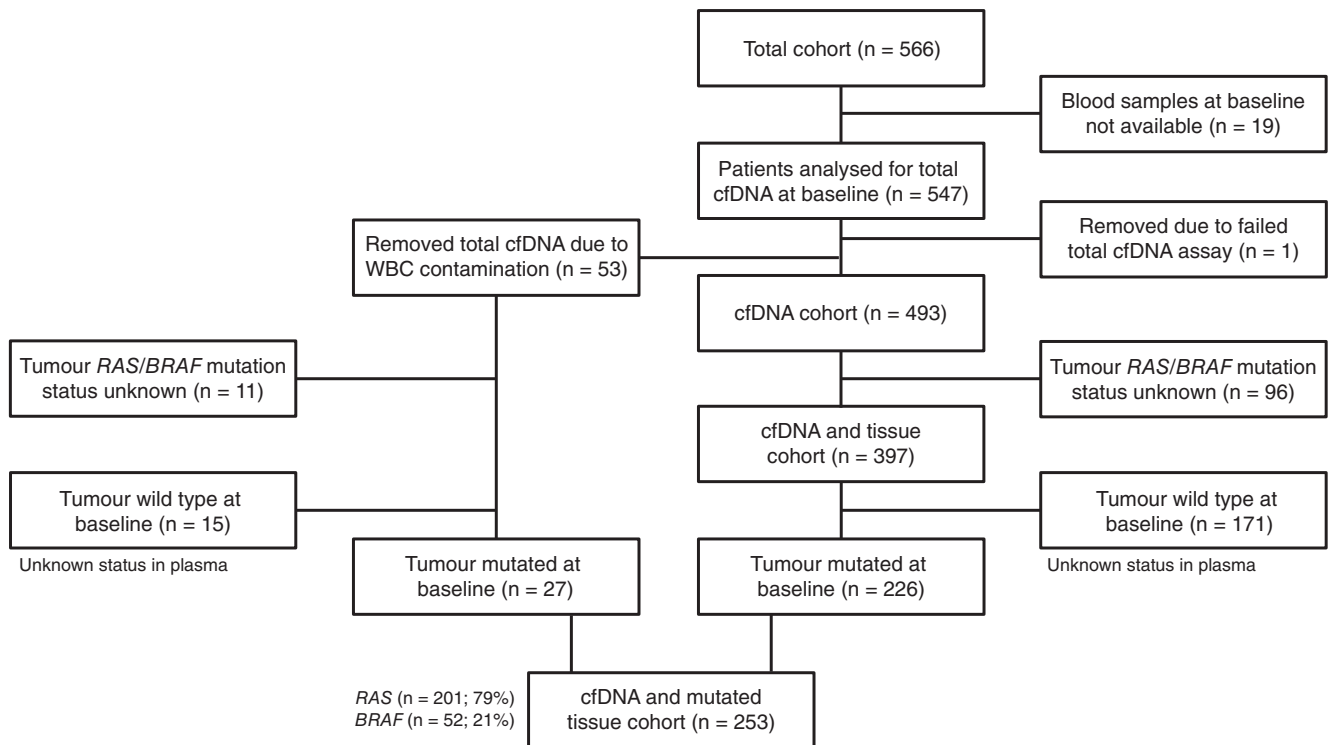 Total cohort (n = 566)
Blood samples at baseline
not available (n = 19)
Patients analysed for total
cfDNA at baseline (n = 547)
Removed due to failed
total cfDNA assay (n = 1)
Removed total cfDNA due to
WBC contamination (n = 53)
cfDNA cohort (n = 493)
Tumour RAS/BRAF mutation
status unknown (n = 11)
Tumour RAS/BRAF mutation
status unknown (n = 96)
cfDNA and tissue
cohort (n = 397)
Tumour wild type at
baseline (n = 15)
Unknown status in plasma
Tumour wild type at
baseline (n = 171)
Unknown status in plasma
Tumour mutated at
baseline (n = 27)
Tumour mutated at
baseline (n = 226)
RAS (n = 201; 79%)
BRAF (n = 52; 21%)
cfDNA and mutated
tissue cohort (n = 253)